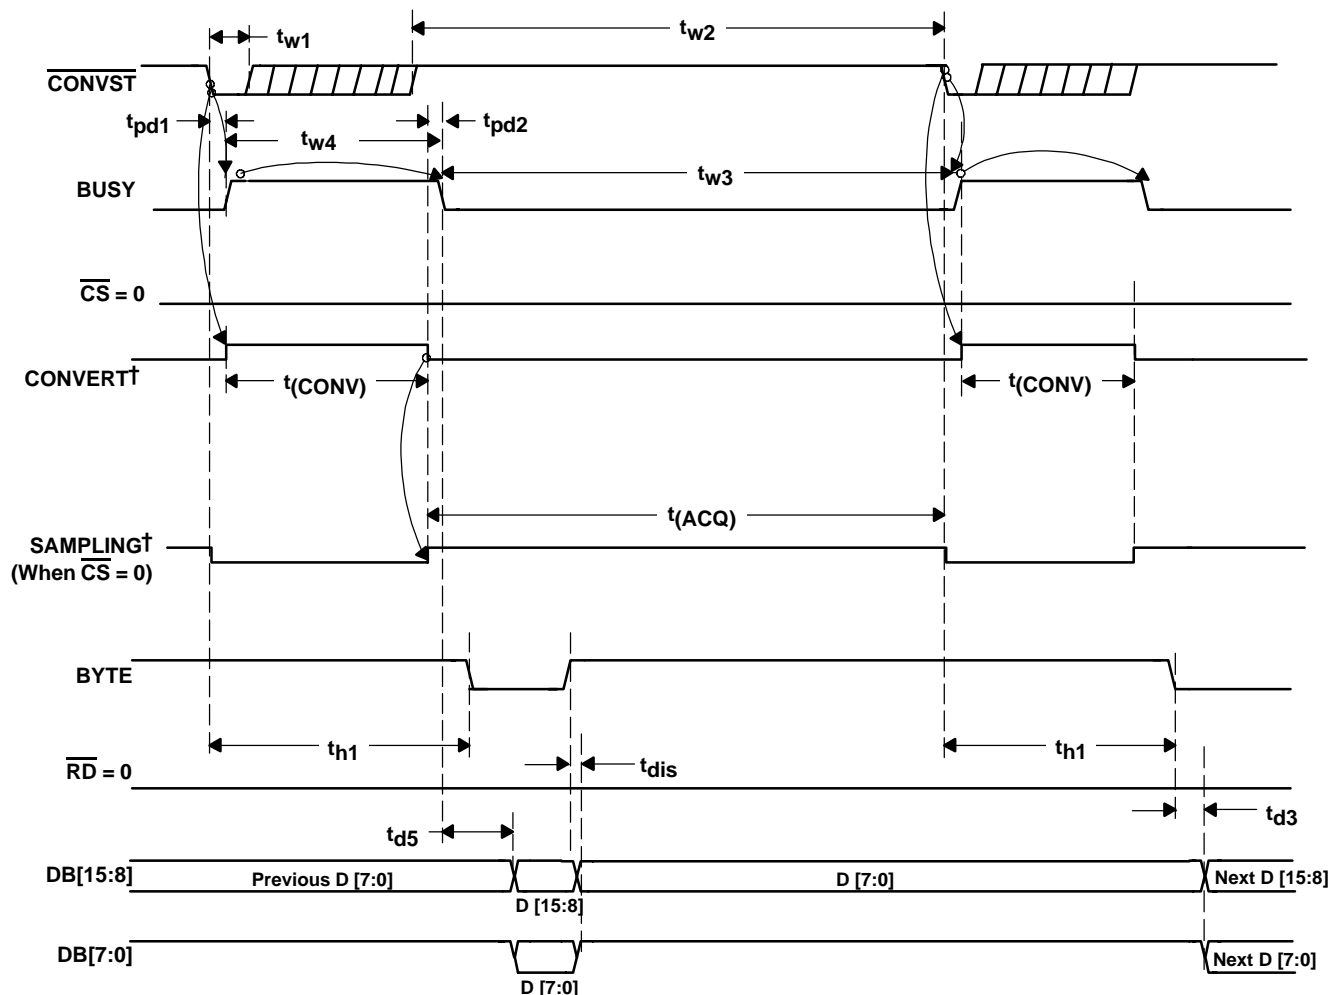 tw1
tw2
CONVST
tpd1
tw4
tpd2
BUSY
tw3
CS = 0
CONVERT†
t(CONV)
t(CONV)
t(ACQ)
SAMPLING†
(When CS = 0)
BYTE
th1
th1
RD = 0
tdis
td5
td3
DB[15:8]
Previous D [7:0]
D [15:8]
D [7:0]
Next D [15:8]
DB[7:0]
D [7:0]
Next D [7:0]